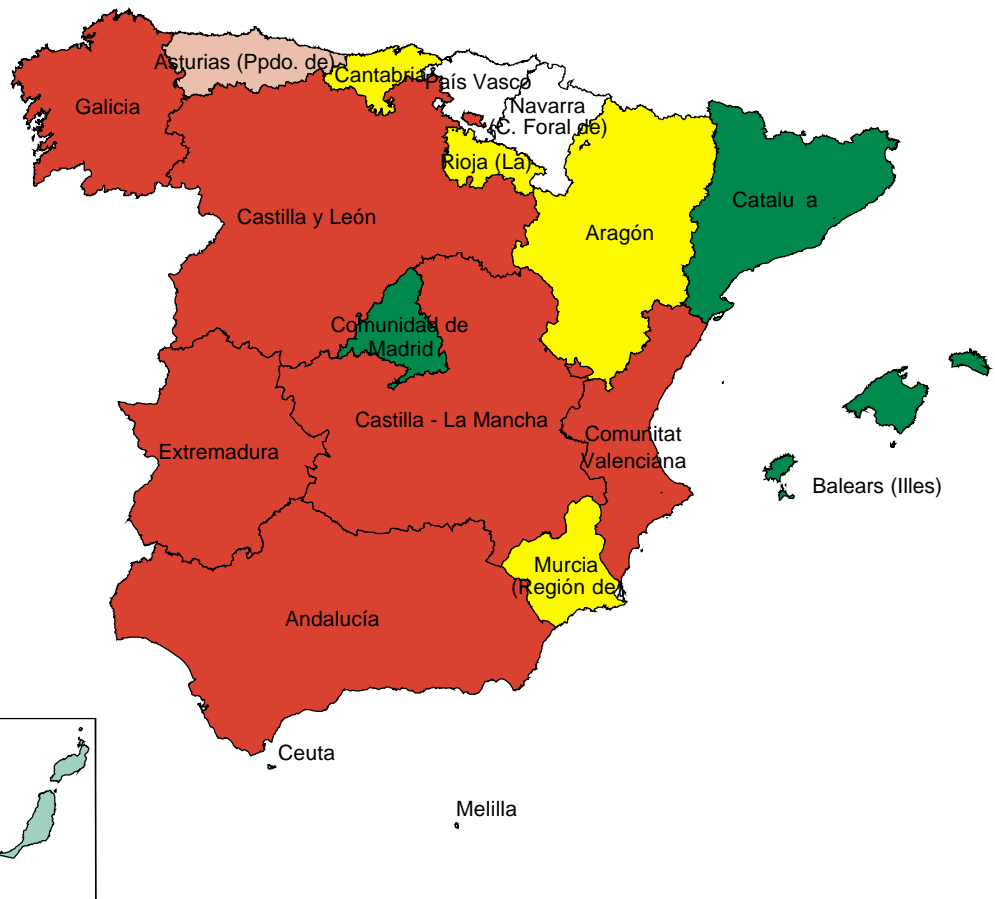 Asturias (Ppdo. de)
Cantabria
País Vasco
Galicia
Navarra
(C. Foral de)
Rioja (La)
Catalu a
Castilla y León
Aragón
Comunidad de
Madrid
Castilla - La Mancha
Comunitat
Valenciana
Extremadura
Balears (Illes)
Murcia
(Región de)
Andalucía
Ceuta
Melilla